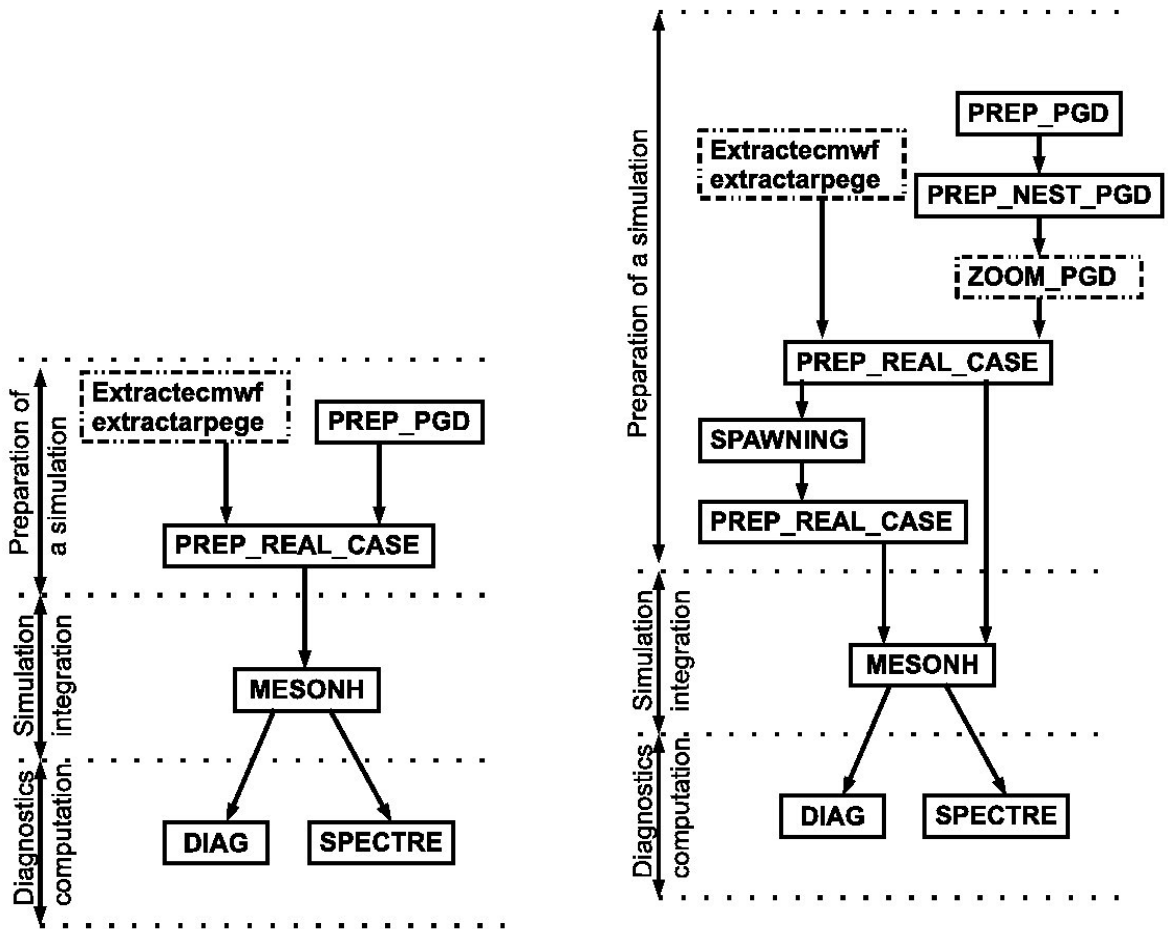 Preparation of
a simulation
Extractecmwf
extractarpege
PREP_PGD
PREP_REAL_CASE
Simulation
integration
MESONH
Diagnostics
computation
DIAG
SPECTRE
Preparation of a simulation
Extractecmwf
extractarpege
PREP_PGD
PREP_NEST_PGD
ZOOM_PGD
PREP_REAL_CASE
SPAWNING
PREP_REAL_CASE
Simulation
integration
MESONH
Diagnostics
computation
DIAG
SPECTRE